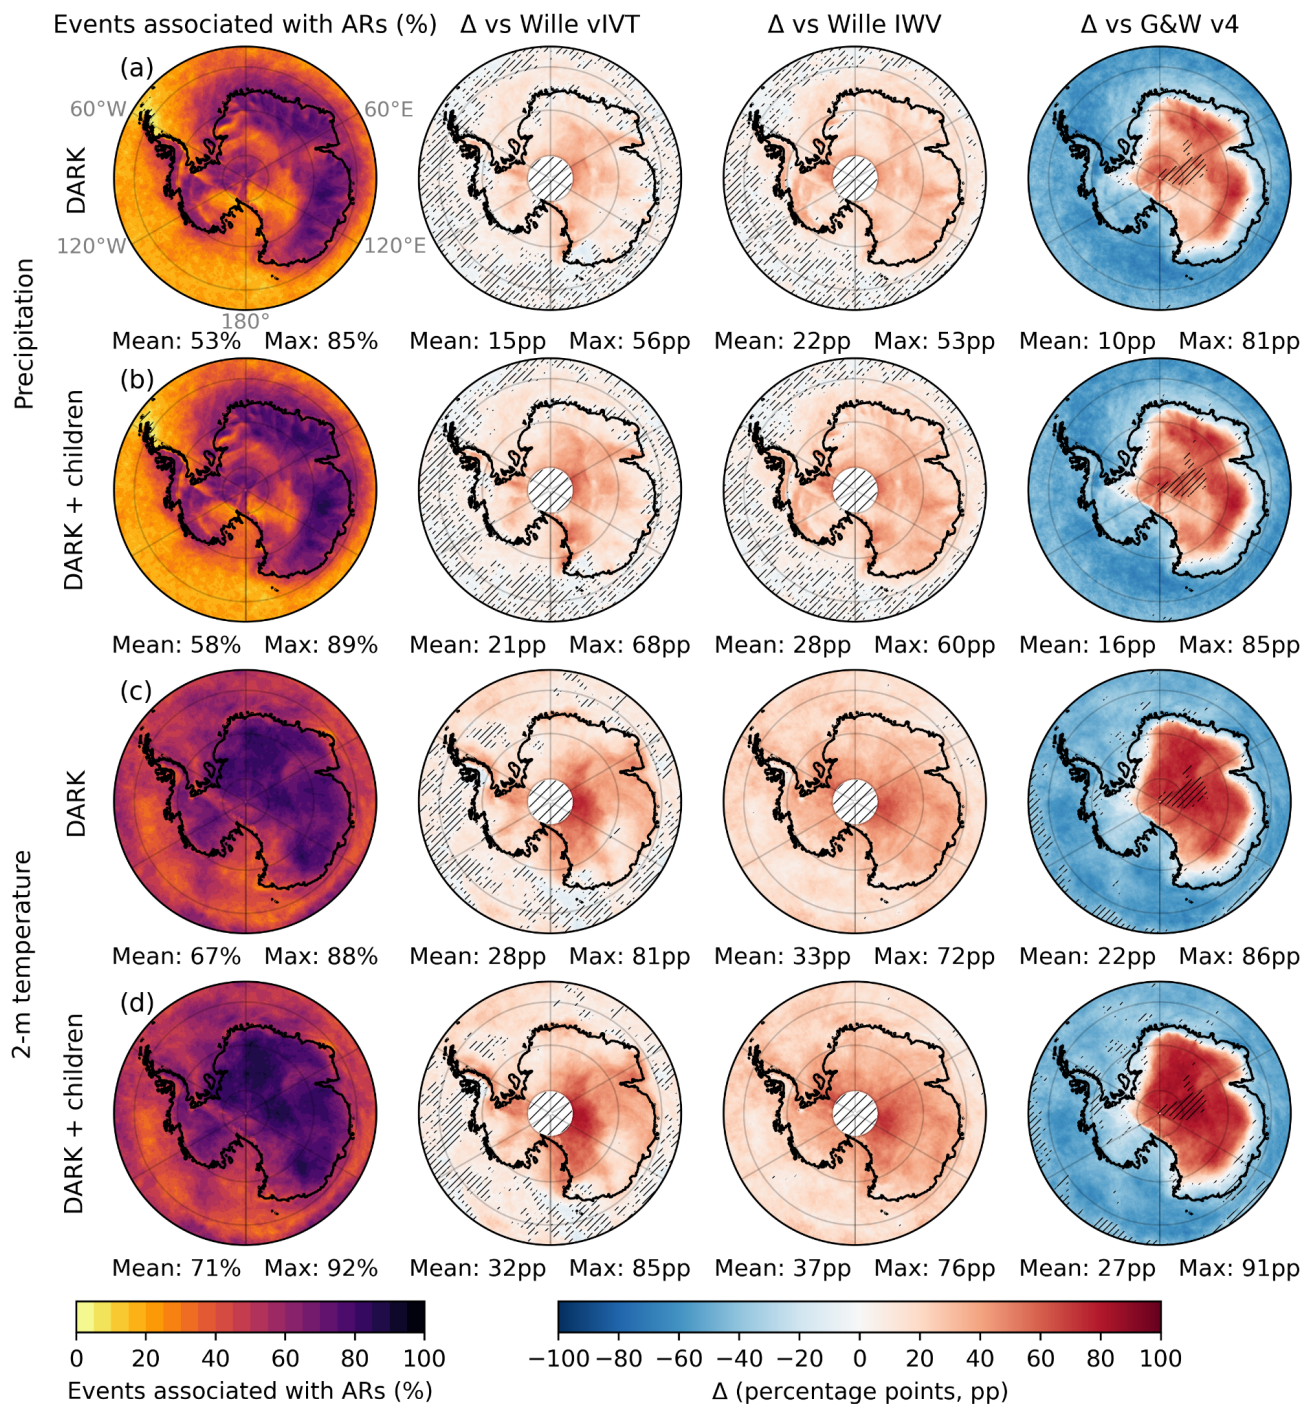 Events associated with ARs (%)
Δ vs Wille vIVT
Δ vs Wille IWV
Δ vs G&W v4
Precipitation
DARK
(a)
60°W
60°E
120°W
120°E
180°
Mean: 53% Max: 85%
Mean: 15pp Max: 56pp
Mean: 22pp Max: 53pp
Mean: 10pp Max: 81pp
DARK + children
(b)
Mean: 58% Max: 89%
Mean: 21pp Max: 68pp
Mean: 28pp Max: 60pp
Mean: 16pp Max: 85pp
2-m temperature
DARK
(c)
Mean: 67% Max: 88%
Mean: 28pp Max: 81pp
Mean: 33pp Max: 72pp
Mean: 22pp Max: 86pp
DARK + children
(d)
Mean: 71% Max: 92%
Mean: 32pp Max: 85pp
Mean: 37pp Max: 76pp
Mean: 27pp Max: 91pp
0 20 40 60 80 100
Events associated with ARs (%)
−100 −80 −60 −40 −20 0 20 40 60 80 100
Δ (percentage points, pp)